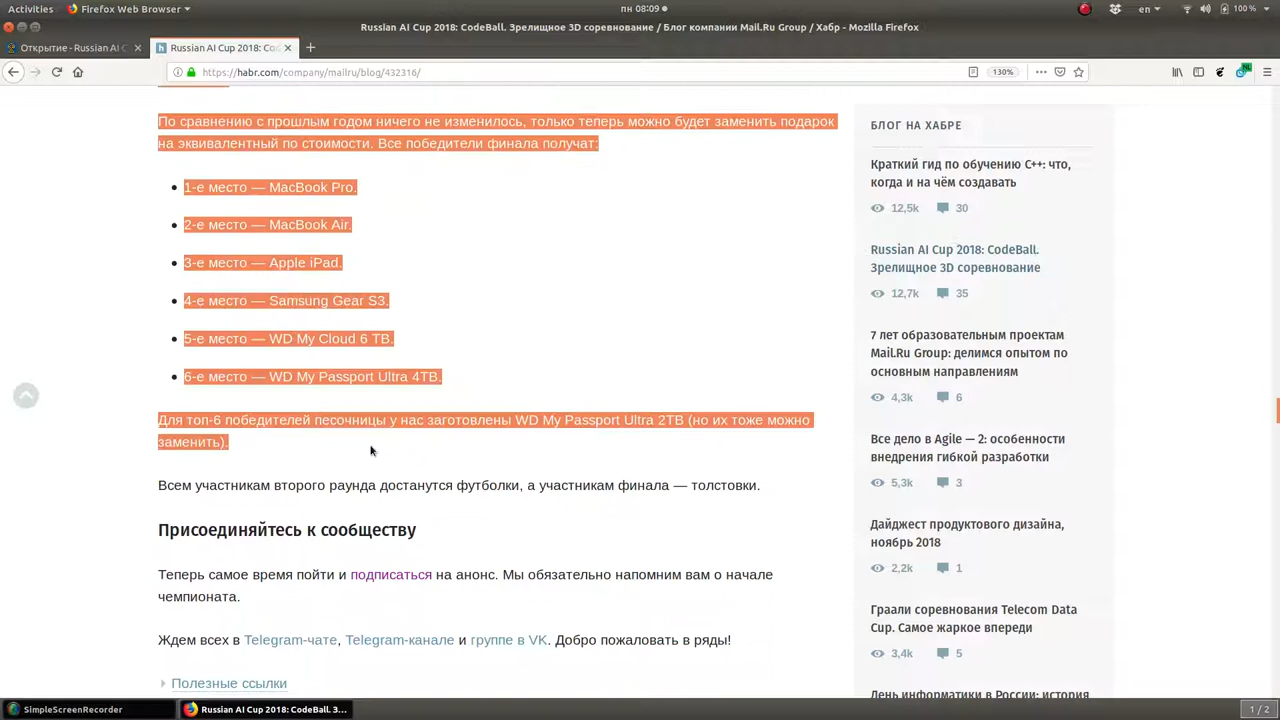 Activities Firefox Web Browser пн 08:09 en 100 %
Russian AI Cup 2018: CodeBall. Зрелищное 3D соревнование / Блог компании Mail.Ru Group / Хабр - Mozilla Firefox
Открытие - Russian AI C Russian AI Cup 2018: Cod
https://habr.com/company/mailru/blog/432316/ 130% NL
По сравнению с прошлым годом ничего не изменилось, только теперь можно будет заменить подарок
на эквивалентный по стоимости. Все победители финала получат:
1-е место — MacBook Pro.
2-е место — MacBook Air.
3-е место — Apple iPad.
4-е место — Samsung Gear S3.
5-е место — WD My Cloud 6 TB.
6-е место — WD My Passport Ultra 4TB.
Для топ-6 победителей песочницы у нас заготовлены WD My Passport Ultra 2TB (но их тоже можно
заменить).
Всем участникам второго раунда достанутся футболки, а участникам финала — толстовки.
Присоединяйтесь к сообществу
Теперь самое время пойти и подписаться на анонс. Мы обязательно напомним вам о начале
чемпионата.
Ждем всех в Telegram-чате, Telegram-канале и группе в VK. Добро пожаловать в ряды!
Полезные ссылки
БЛОГ НА ХАБРЕ
Краткий гид по обучению C++: что,
когда и на чём создавать
12,5k 30
Russian AI Cup 2018: CodeBall.
Зрелищное 3D соревнование
12,7k 35
7 лет образовательным проектам
Mail.Ru Group: делимся опытом по
основным направлениям
4,3k 6
Все дело в Agile — 2: особенности
внедрения гибкой разработки
5,3k 3
Дайджест продуктового дизайна,
ноябрь 2018
2,2k 1
Граали соревнования Telecom Data
Cup. Самое жаркое впереди
3,4k 5
День информатики в России: история
SimpleScreenRecorder Russian AI Cup 2018: CodeBall. З... 1 / 2